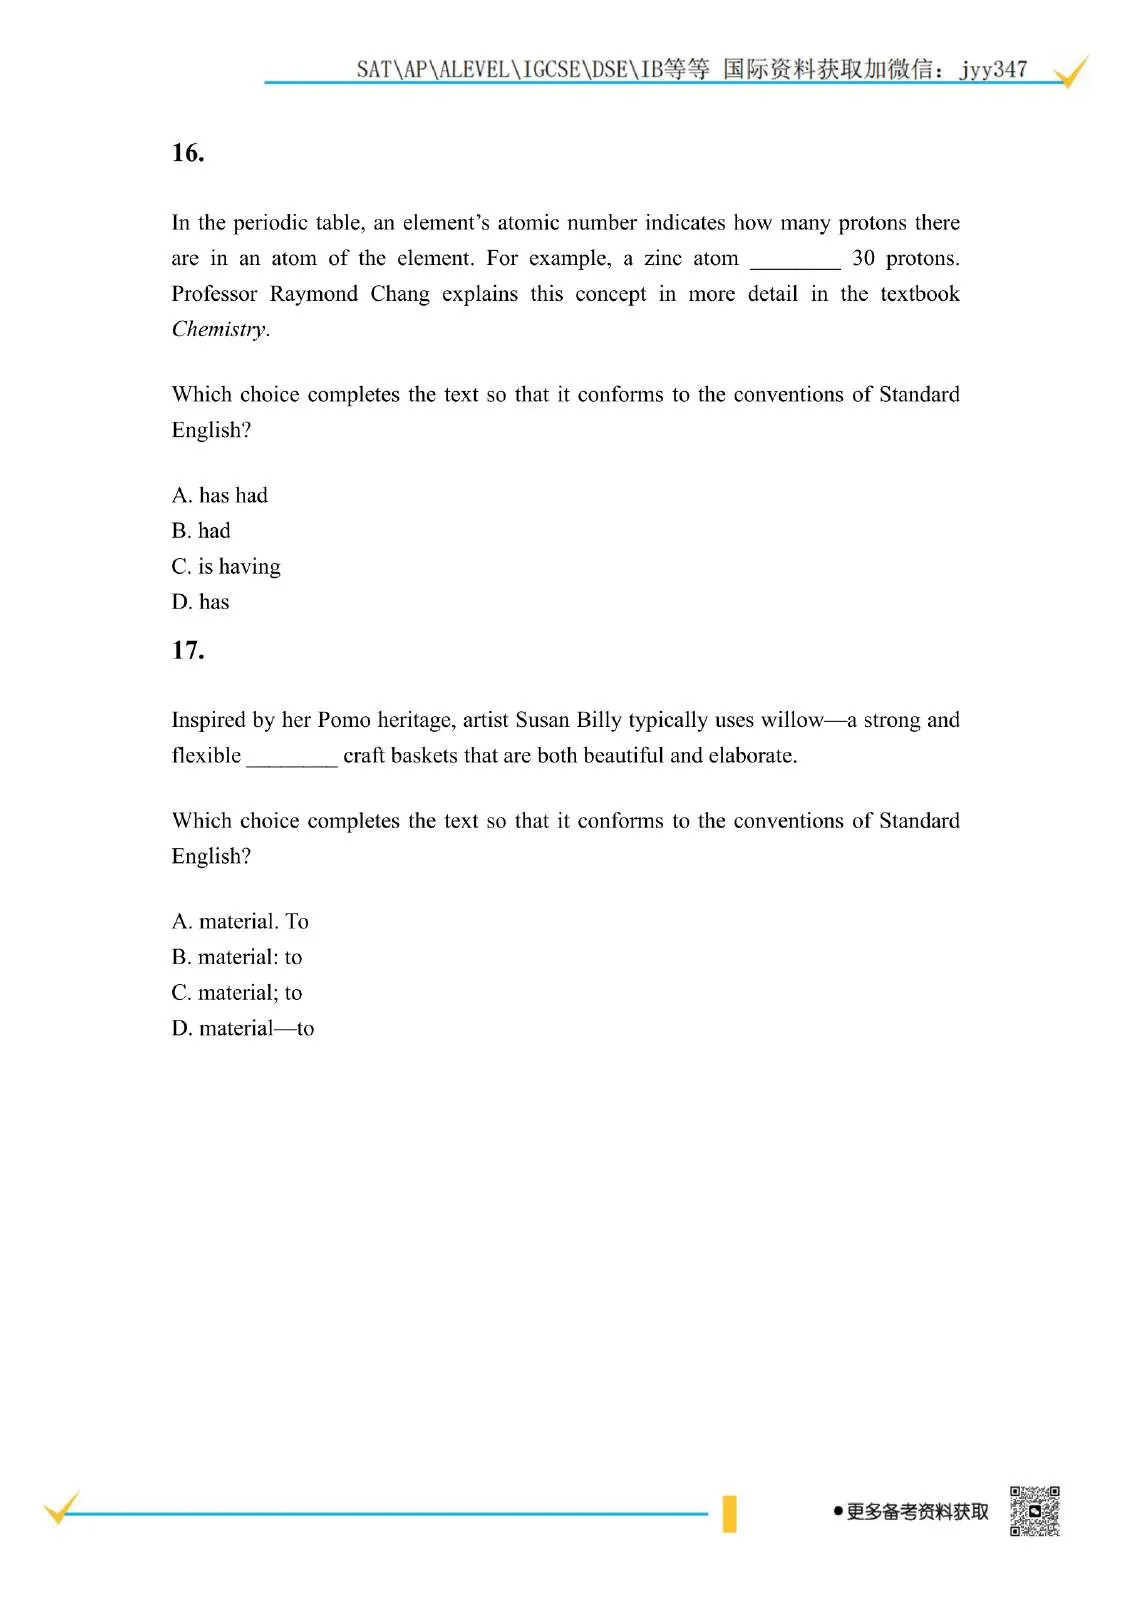 SAT\AP\ALEVEL\IGCSE\DSE\IB等等 国际资料获取加微信：jyy347
16.
In the periodic table, an element’s atomic number indicates how many protons there
are in an atom of the element. For example, a zinc atom ________ 30 protons.
Professor Raymond Chang explains this concept in more detail in the textbook
Chemistry.
Which choice completes the text so that it conforms to the conventions of Standard
English?
A. has had
B. had
C. is having
D. has
17.
Inspired by her Pomo heritage, artist Susan Billy typically uses willow—a strong and
flexible ________ craft baskets that are both beautiful and elaborate.
Which choice completes the text so that it conforms to the conventions of Standard
English?
A. material. To
B. material: to
C. material; to
D. material—to
●更多备考资料获取